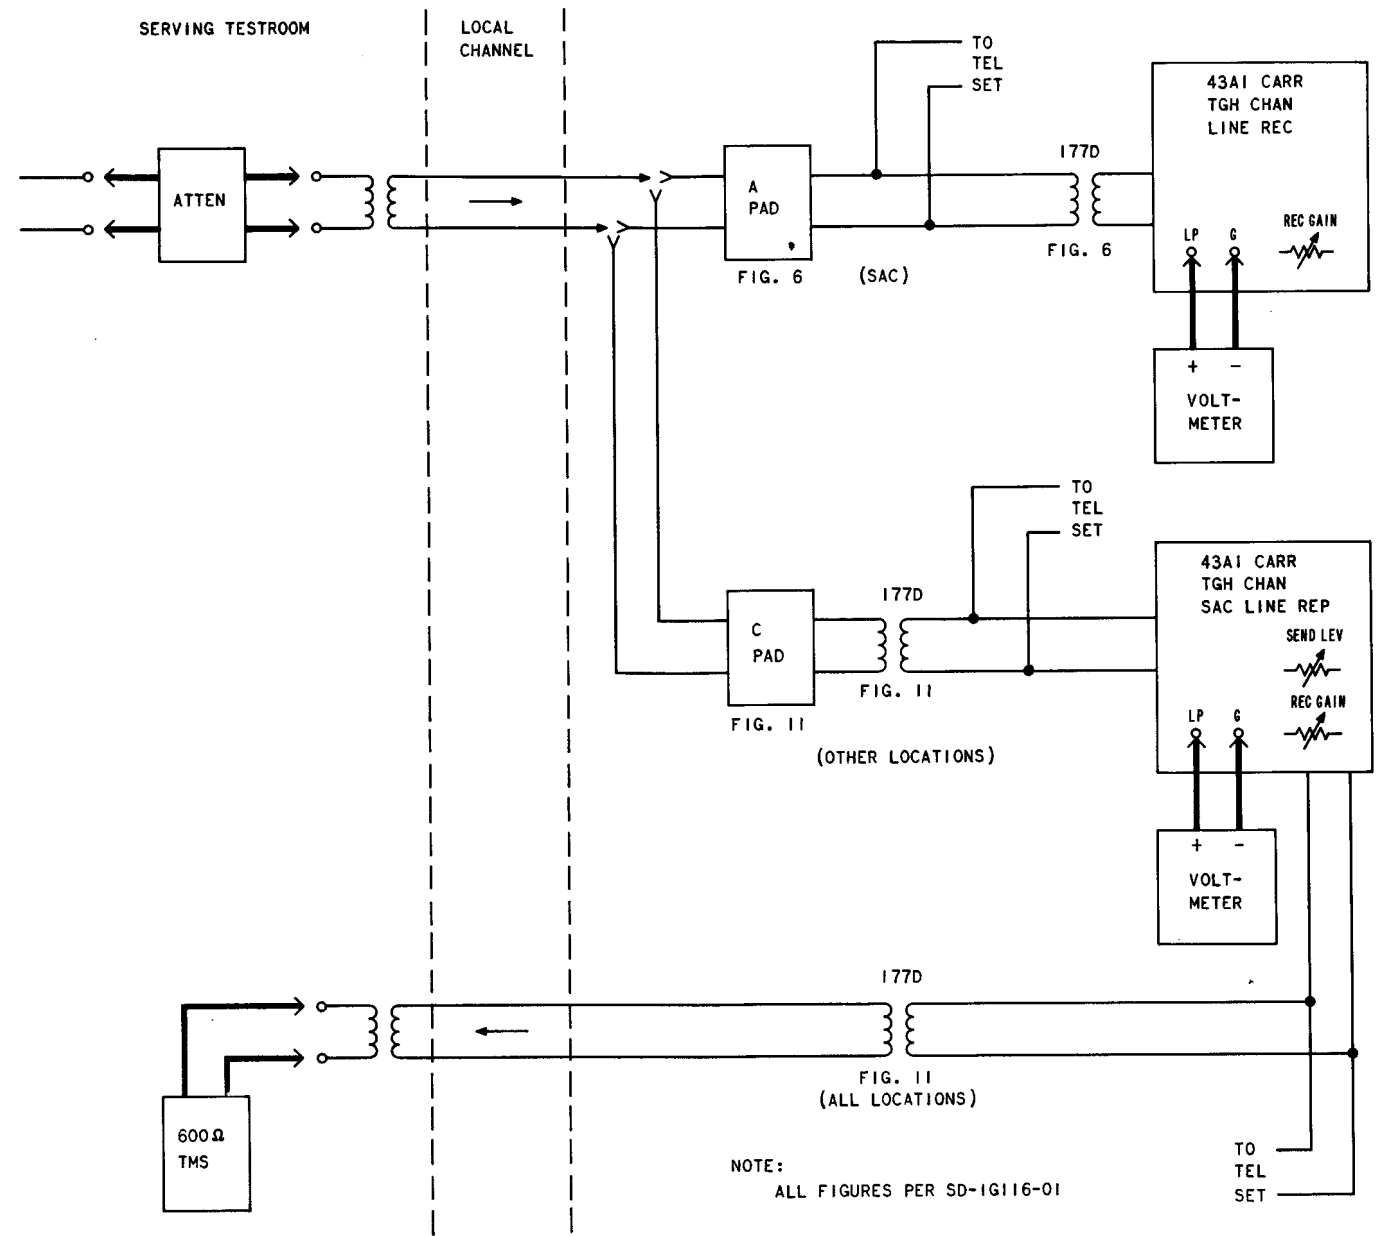 SERVING TESTROOM
LOCAL
CHANNEL
TO
TEL
SET
43A1 CARR
TGH CHAN
LINE REC
ATTEN
A
PAD
177D
REC GAIN
LP G
FIG. 6
(SAC)
FIG. 6
+ −
VOLT-
METER
TO
TEL
SET
43A1 CARR
TGH CHAN
SAC LINE REP
177D
C
PAD
SEND LEV
FIG. 11
REC GAIN
FIG. 11
LP G
(OTHER LOCATIONS)
+ −
VOLT-
METER
177D
FIG. 11
(ALL LOCATIONS)
600Ω
TMS
TO
TEL
SET
NOTE:
ALL FIGURES PER SD-1G116-01